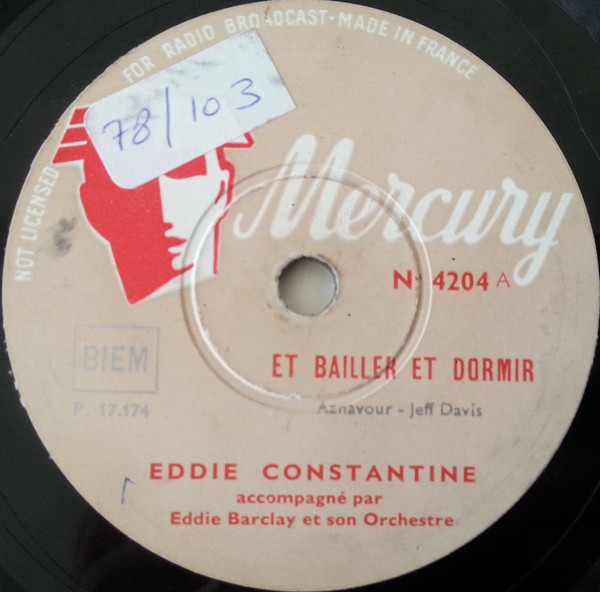 NOT LICENSED FOR RADIO BROADCAST · MADE IN FRANCE
78/103
Mercury
N° 4204 A
BIEM
P. 17.174
ET BAILLER ET DORMIR
Aznavour - Jeff Davis
EDDIE CONSTANTINE
accompagné par
Eddie Barclay et son Orchestre